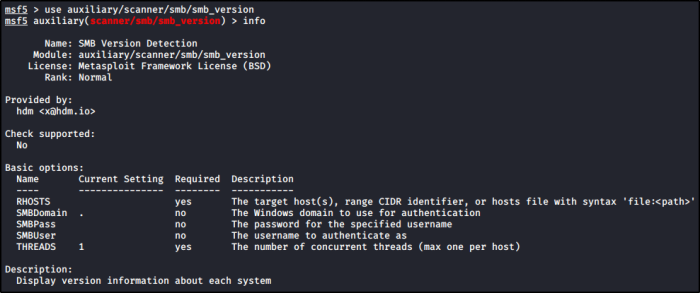 msf5 > use auxiliary/scanner/smb/smb_version
msf5 auxiliary(scanner/smb/smb_version) > info
Name: SMB Version Detection
Module: auxiliary/scanner/smb/smb_version
License: Metasploit Framework License (BSD)
Rank: Normal
Provided by:
hdm <x@hdm.io>
Check supported:
No
Basic options:
Name Current Setting Required Description
---- --------------- -------- -----------
RHOSTS yes The target host(s), range CIDR identifier, or hosts file with syntax 'file:<path>'
SMBDomain . no The Windows domain to use for authentication
SMBPass no The password for the specified username
SMBUser no The username to authenticate as
THREADS 1 yes The number of concurrent threads (max one per host)
Description:
Display version information about each system